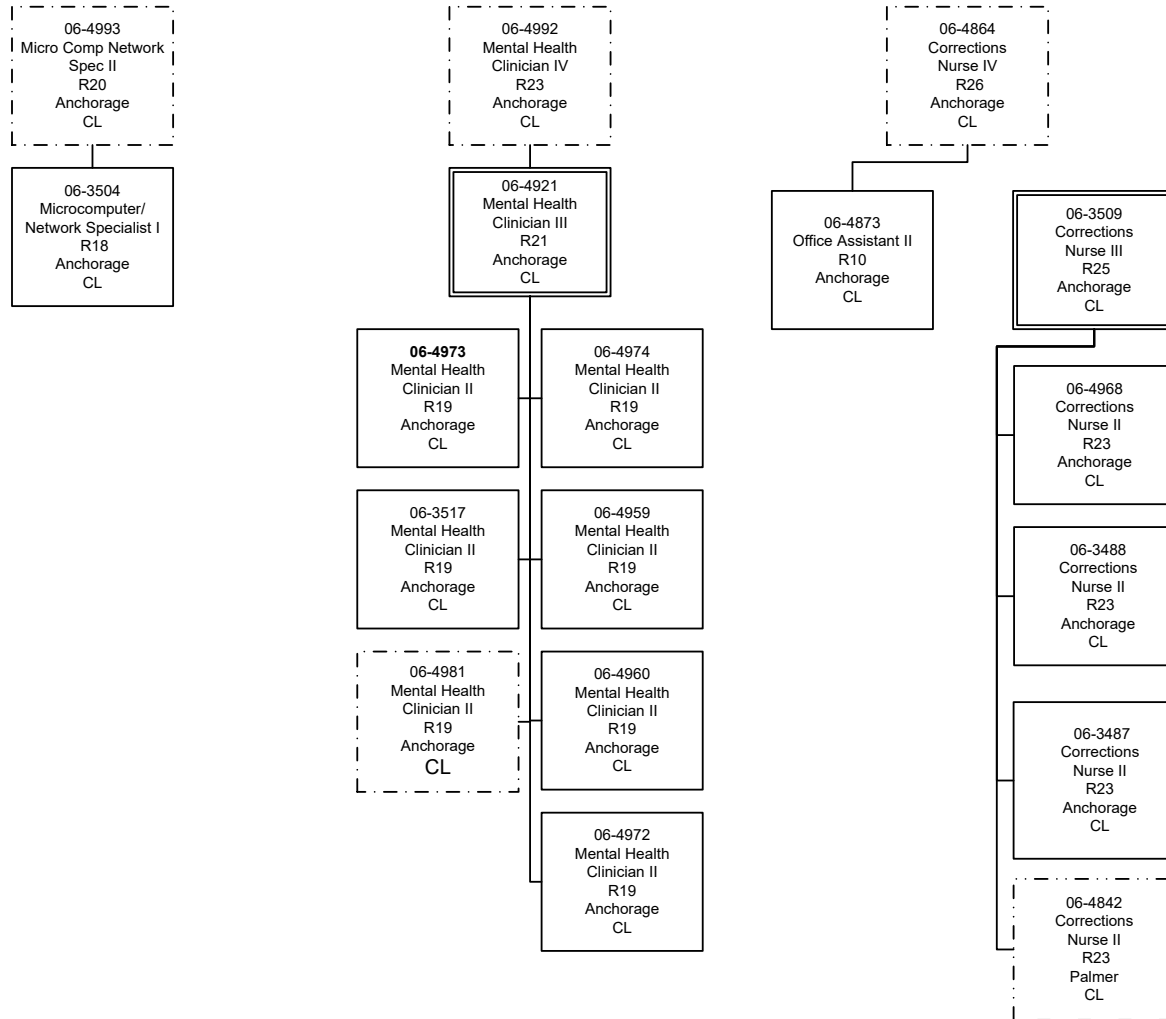 06-4993
Micro Comp Network
Spec II
R20
Anchorage
CL
06-3504
Microcomputer/
Network Specialist I
R18
Anchorage
CL
06-4992
Mental Health
Clinician IV
R23
Anchorage
CL
06-4921
Mental Health
Clinician III
R21
Anchorage
CL
06-4973
Mental Health
Clinician II
R19
Anchorage
CL
06-4974
Mental Health
Clinician II
R19
Anchorage
CL
06-3517
Mental Health
Clinician II
R19
Anchorage
CL
06-4959
Mental Health
Clinician II
R19
Anchorage
CL
06-4981
Mental Health
Clinician II
R19
Anchorage
CL
06-4960
Mental Health
Clinician II
R19
Anchorage
CL
06-4972
Mental Health
Clinician II
R19
Anchorage
CL
06-4864
Corrections
Nurse IV
R26
Anchorage
CL
06-4873
Office Assistant II
R10
Anchorage
CL
06-3509
Corrections
Nurse III
R25
Anchorage
CL
06-4968
Corrections
Nurse II
R23
Anchorage
CL
06-3488
Corrections
Nurse II
R23
Anchorage
CL
06-3487
Corrections
Nurse II
R23
Anchorage
CL
06-4842
Corrections
Nurse II
R23
Palmer
CL